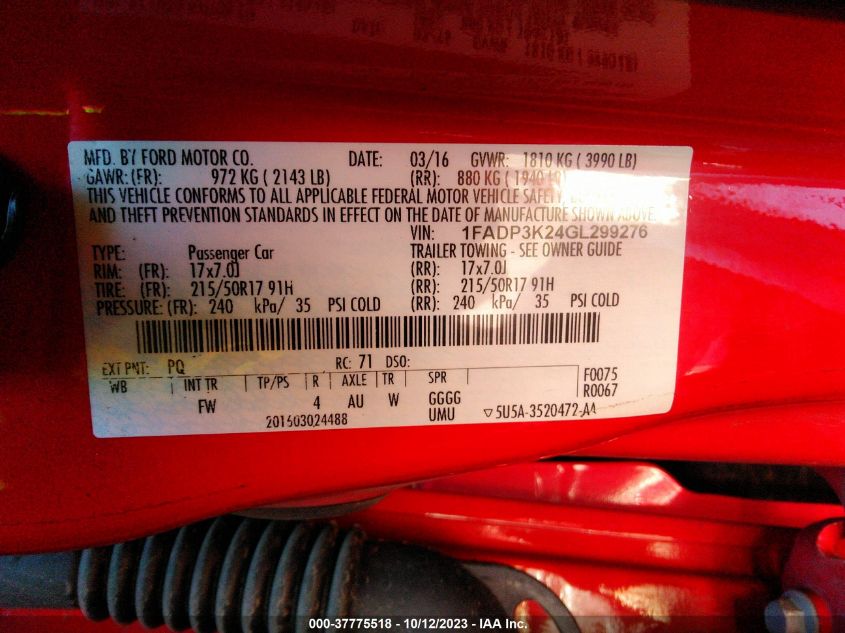 MFD. BY FORD MOTOR CO. DATE: 03/16 GVWR: 1810 KG ( 3990 LB)
GAWR: (FR): 972 KG ( 2143 LB) (RR): 880 KG ( 1940 LB)
THIS VEHICLE CONFORMS TO ALL APPLICABLE FEDERAL MOTOR VEHICLE SAFETY,
AND THEFT PREVENTION STANDARDS IN EFFECT ON THE DATE OF MANUFACTURE SHOWN ABOVE.
VIN: 1FADP3K24GL299276
TYPE: Passenger Car TRAILER TOWING - SEE OWNER GUIDE
RIM: (FR): 17x7.0J (RR): 17x7.0J
TIRE: (FR): 215/50R17 91H (RR): 215/50R17 91H
PRESSURE: (FR): 240 kPa/ 35 PSI COLD (RR): 240 kPa/ 35 PSI COLD
EXT PNT: PQ RC: 71 DSO:
WB INT TR TP/PS R AXLE TR SPR F0075
R0067
FW 4 AU W GGGG
201603024488 UMU ▽5U5A-3520472-AA
000-37775518 - 10/12/2023 - IAA Inc.